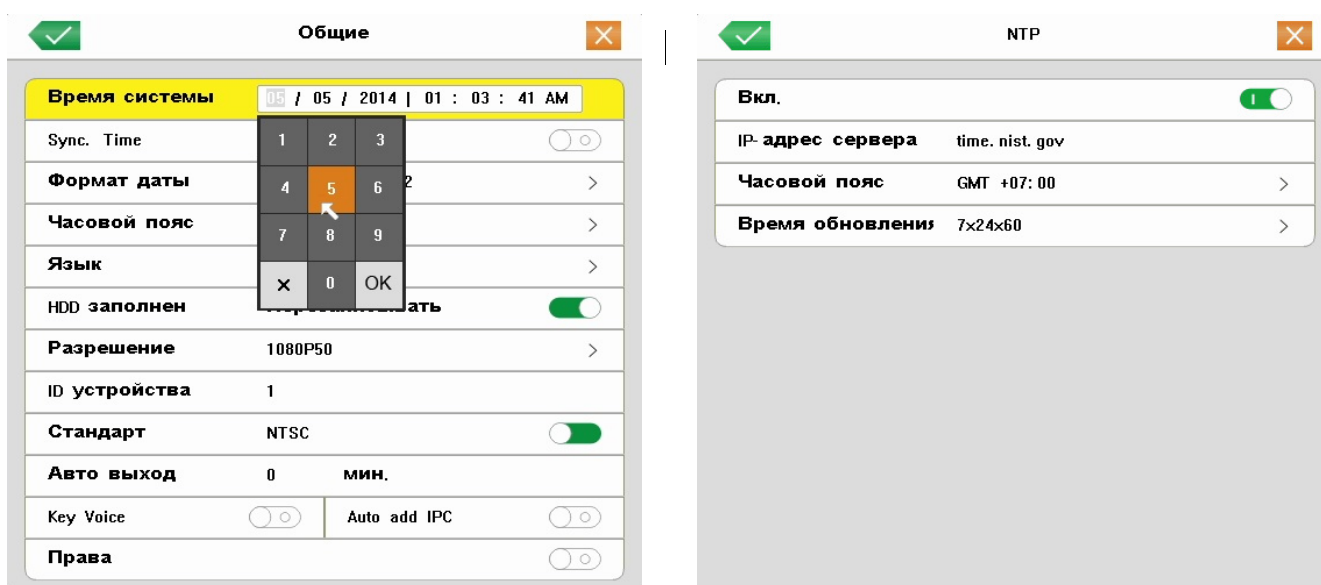 Общие
Время системы 05 / 05 / 2014 | 01 : 03 : 41 AM
Sync. Time
1 2 3
Формат даты
4 5 6
2
Часовой пояс
7 8 9
Язык
× 0 OK
HDD заполнен
Разрешение 1080P50
ID устройства 1
Стандарт NTSC
Авто выход 0 мин.
Key Voice Auto add IPC
Права
NTP
Вкл.
IP-адрес сервера time.nist.gov
Часовой пояс GMT +07:00
Время обновления 7x24x60